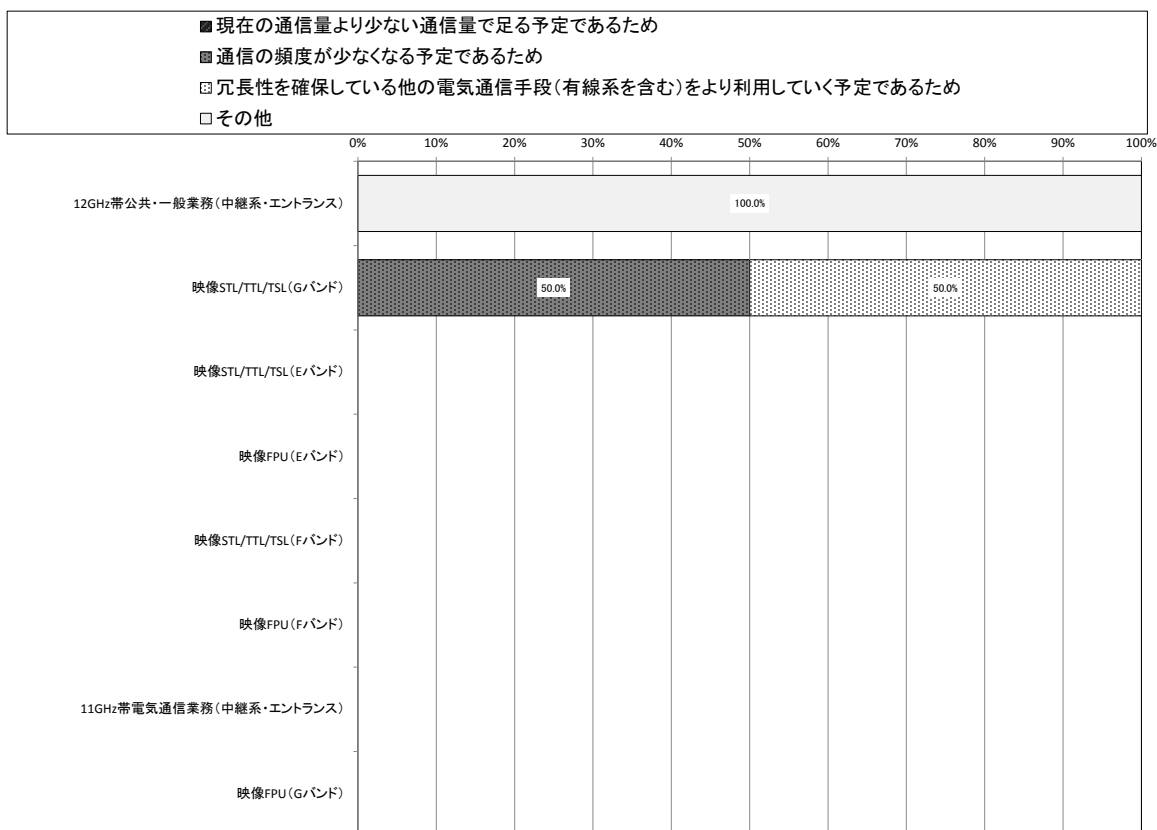 現在の通信量より少ない通信量で足る予定であるため
通信の頻度が少なくなる予定であるため
冗長性を確保している他の電気通信手段(有線系を含む)をより利用していく予定であるため
その他
0% 10% 20% 30% 40% 50% 60% 70% 80% 90% 100%
12GHz帯公共・一般業務(中継系・エントランス)
100.0%
映像STL/TTL/TSL(Gバンド)
50.0% 50.0%
映像STL/TTL/TSL(Eバンド)
映像FPU(Eバンド)
映像STL/TTL/TSL(Fバンド)
映像FPU(Fバンド)
11GHz帯電気通信業務(中継系・エントランス)
映像FPU(Gバンド)